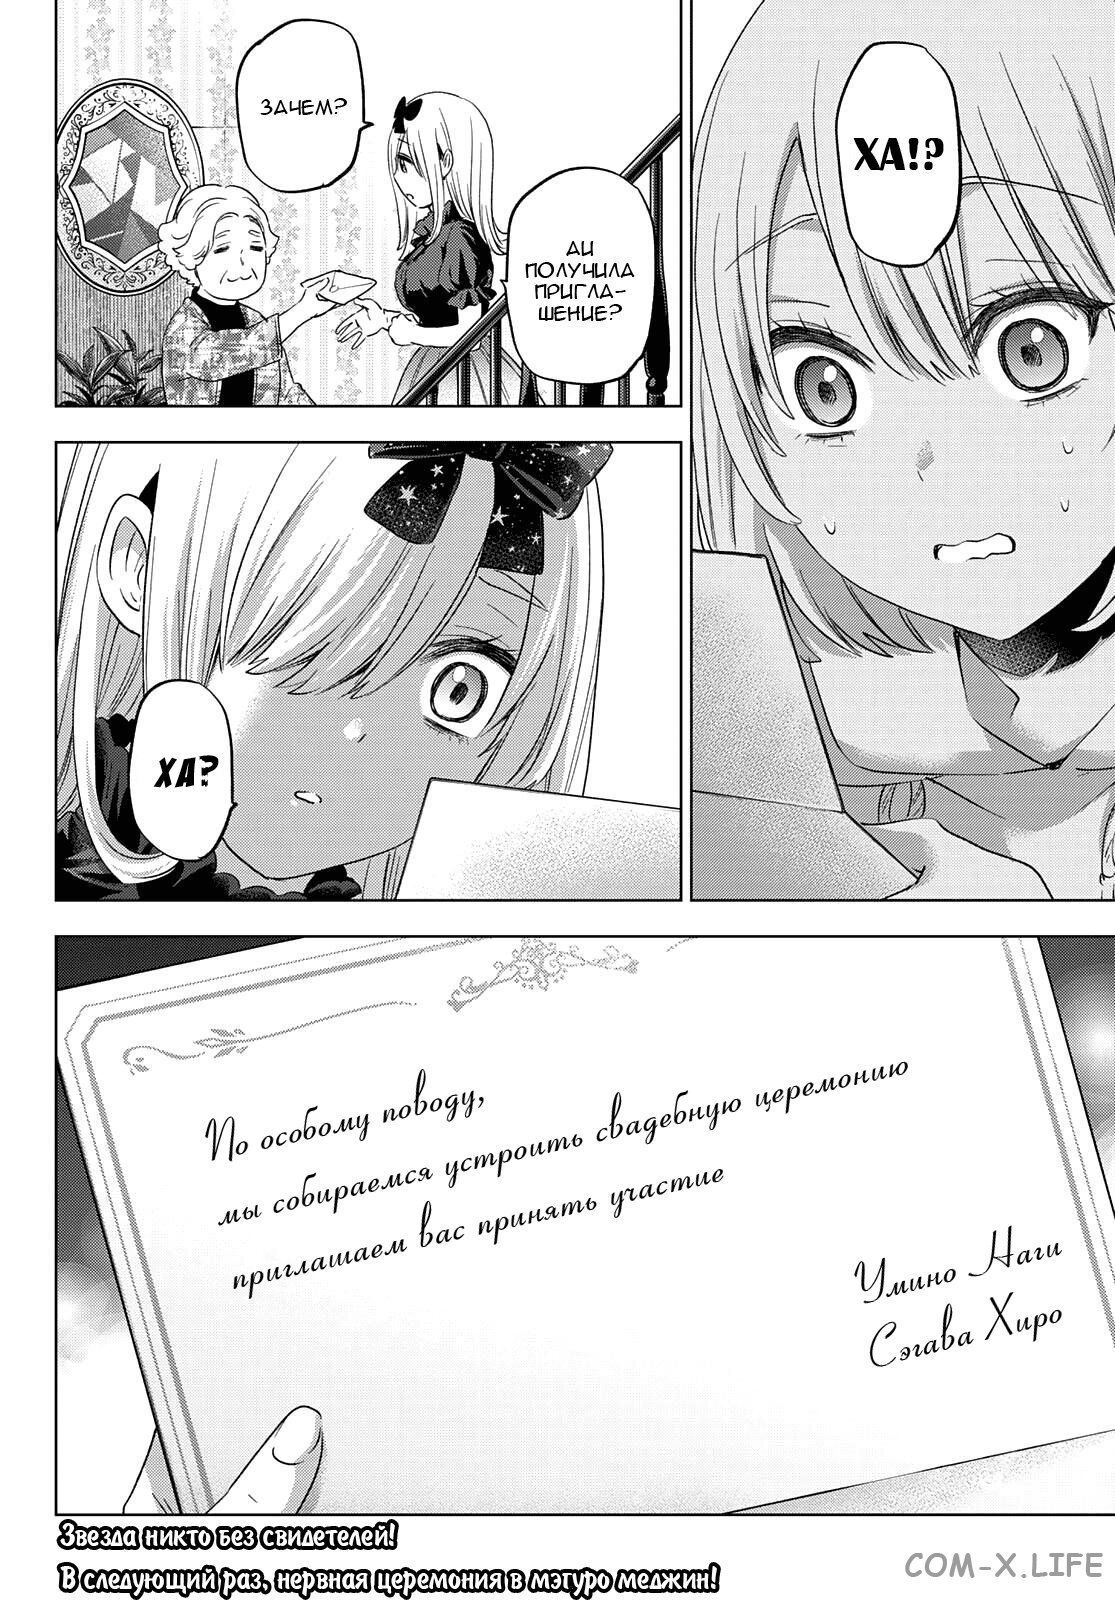 ХА!?
ЗАЧЕМ?
АИ
ПОЛУЧИЛА
ПРИГЛА-
ШЕНИЕ?
ХА?
По особому поводу,
мы собираемся устроить свадебную церемонию
приглашаем вас принять участие
Умино Наги
Сэгава Хиро
Звезда никто без свидетелей!
В следующий раз, нервная церемония в мэгуро меджин!
COM-X.LIFE